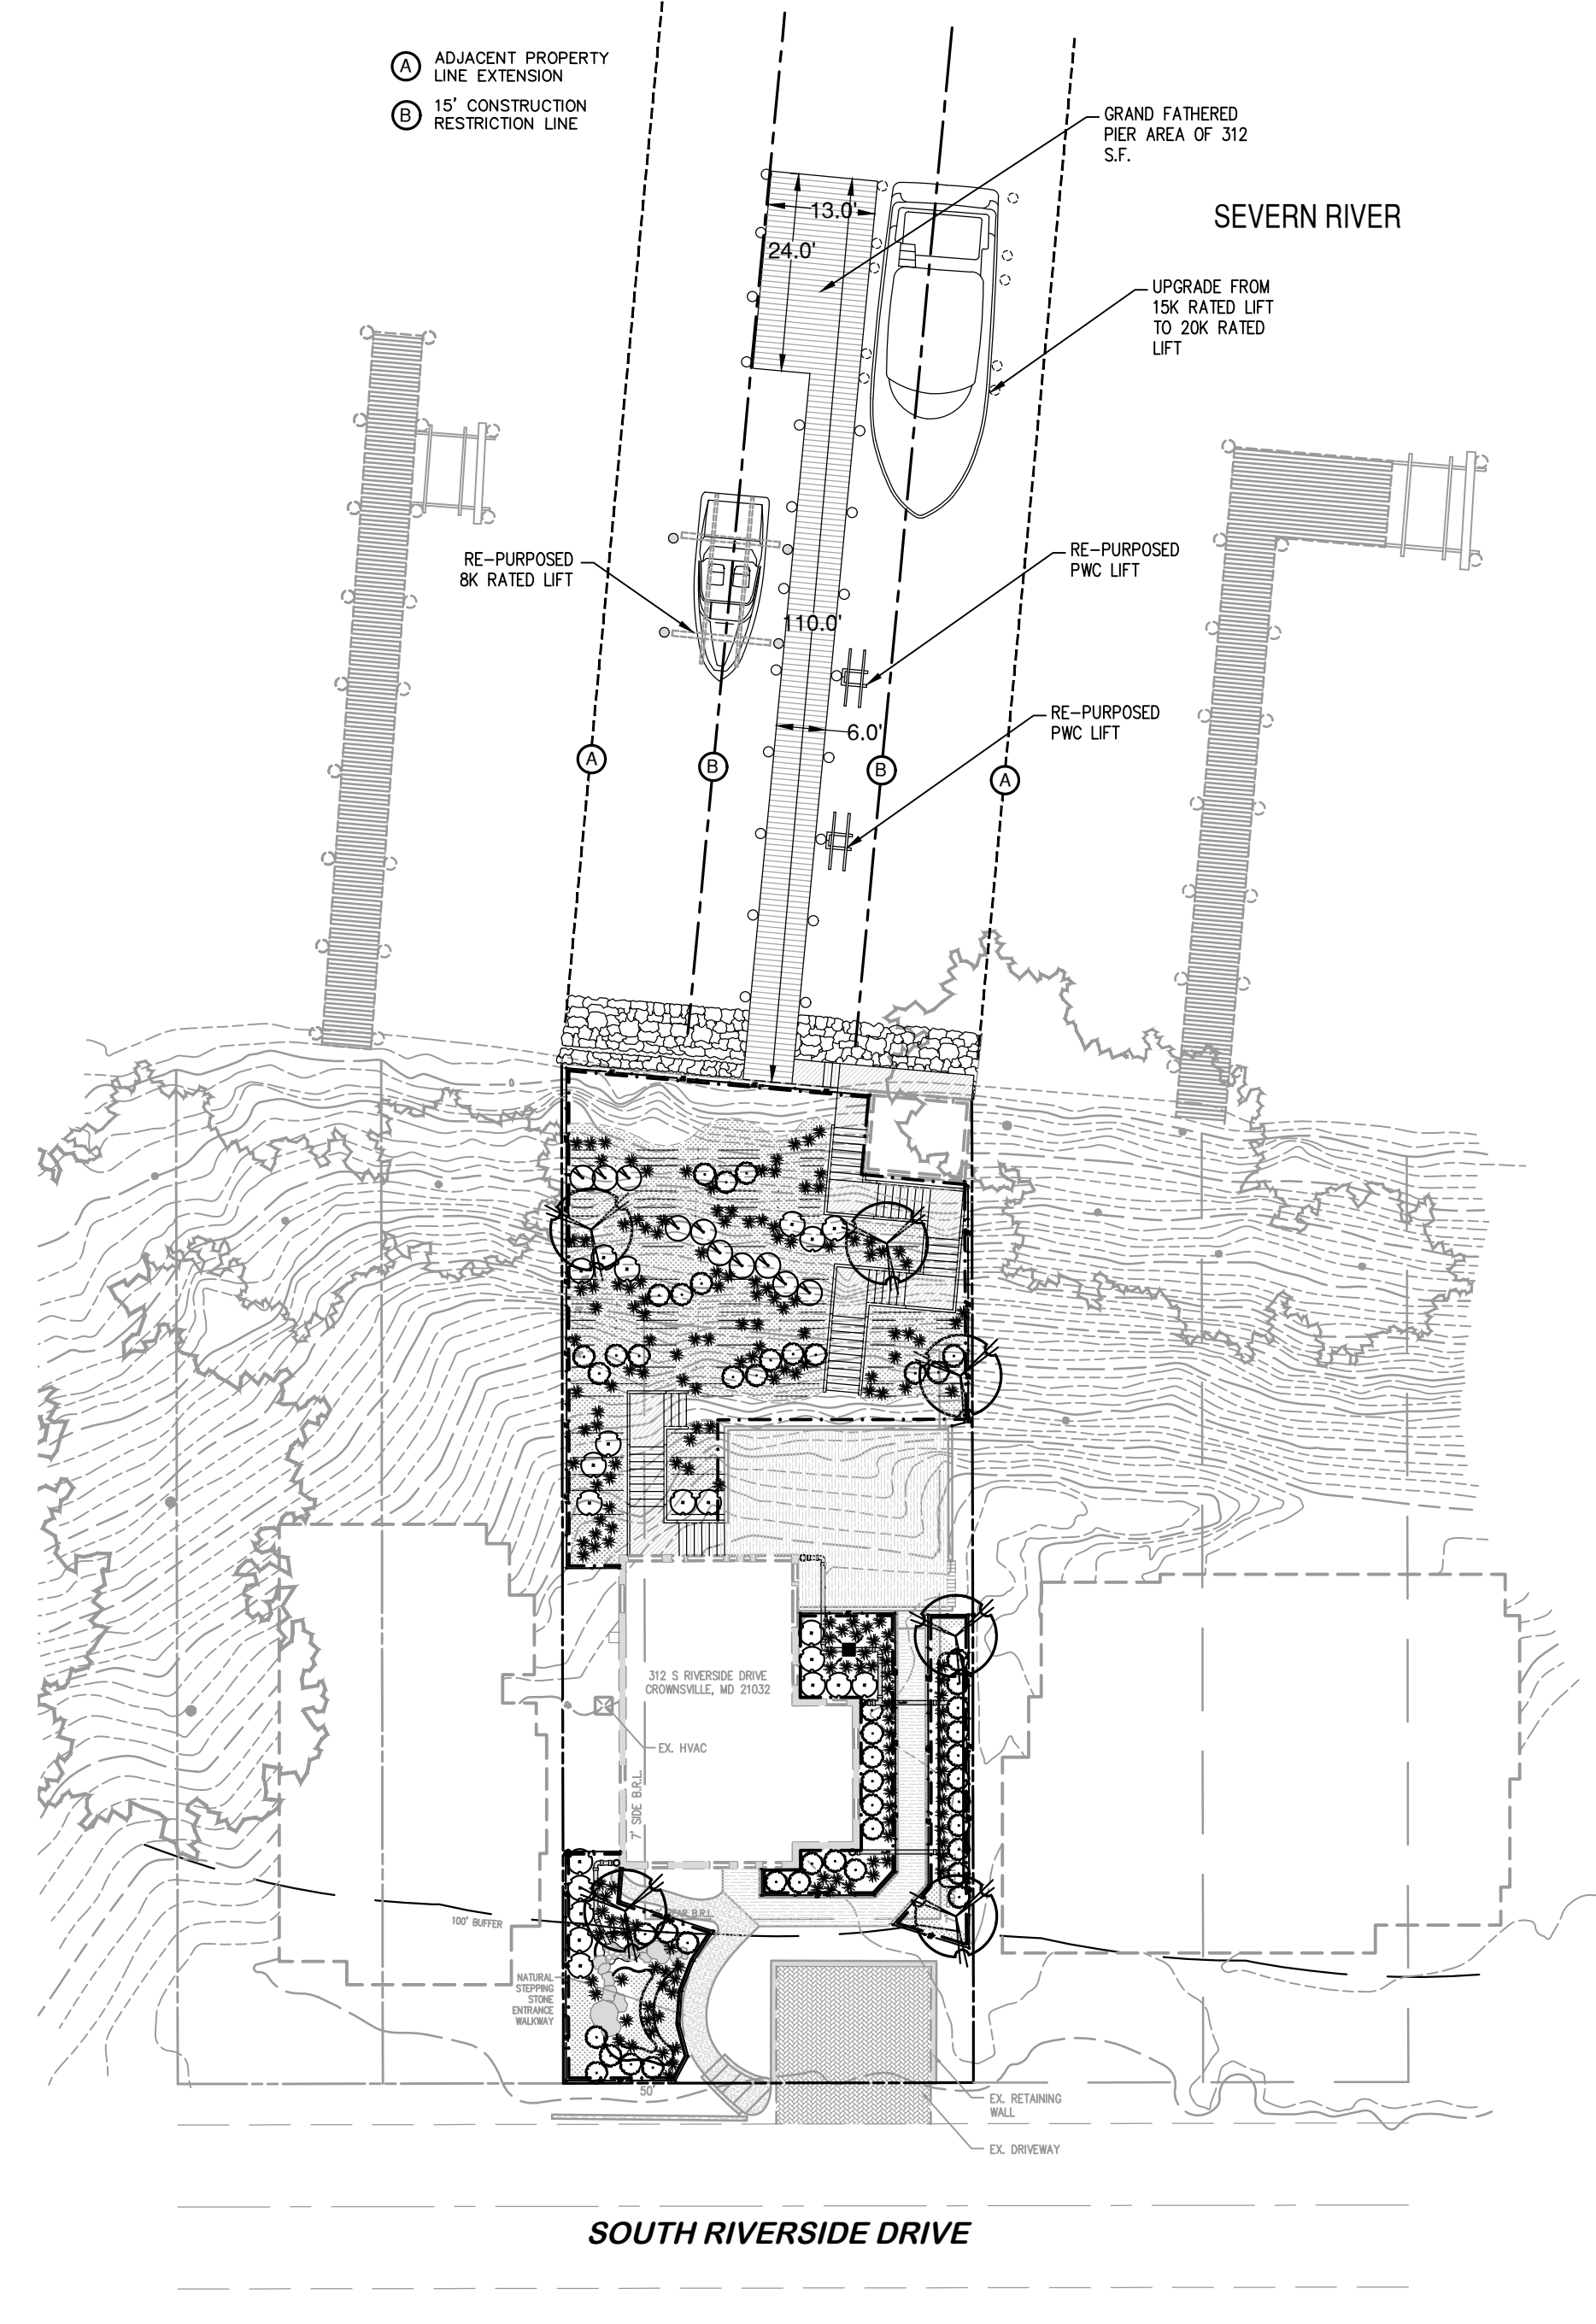 A
ADJACENT PROPERTY
LINE EXTENSION
B
15' CONSTRUCTION
RESTRICTION LINE
GRAND FATHERED
PIER AREA OF 312
S.F.
SEVERN RIVER
13.0'
24.0'
UPGRADE FROM
15K RATED LIFT
TO 20K RATED
LIFT
RE-PURPOSED
8K RATED LIFT
RE-PURPOSED
PWC LIFT
110.0'
RE-PURPOSED
PWC LIFT
6.0'
A
B
B
A
312 S RIVERSIDE DRIVE
CROWNSVILLE, MD 21032
EX. HVAC
7' SIDE B.R.L.
100' BUFFER
B.R.L.
NATURAL
STEPPING
STONE
ENTRANCE
WALKWAY
50'
EX. RETAINING
WALL
EX. DRIVEWAY
SOUTH RIVERSIDE DRIVE